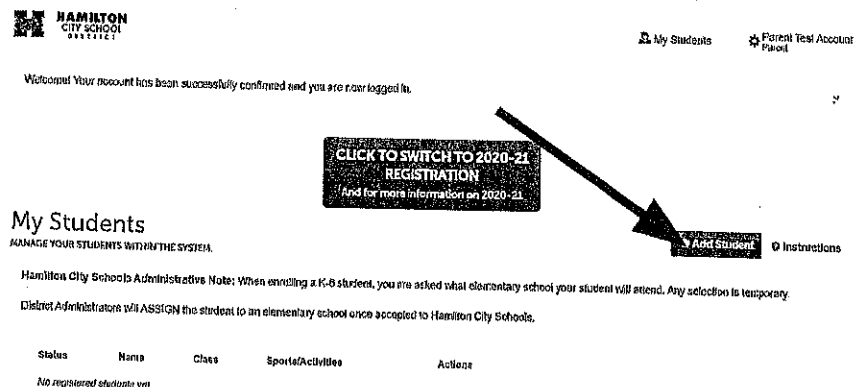 HAMILTON
CITY SCHOOL
DISTRICT
My Students
Parent Test Account
Parent
Welcome! Your account has been successfully confirmed and you are now logged in.
CLICK TO SWITCH TO 2020-21
REGISTRATION
And for more information on 2020-21
My Students
MANAGE YOUR STUDENTS WITHIN THE SYSTEM.
Add Student
Instructions
Hamilton City Schools Administrative Note: When enrolling a K-6 student, you are asked what elementary school your student will attend. Any selection is temporary.
District Administrators will ASSIGN the student to an elementary school once accepted to Hamilton City Schools.
Status Name Class Sports/Activities Actions
No registered students yet